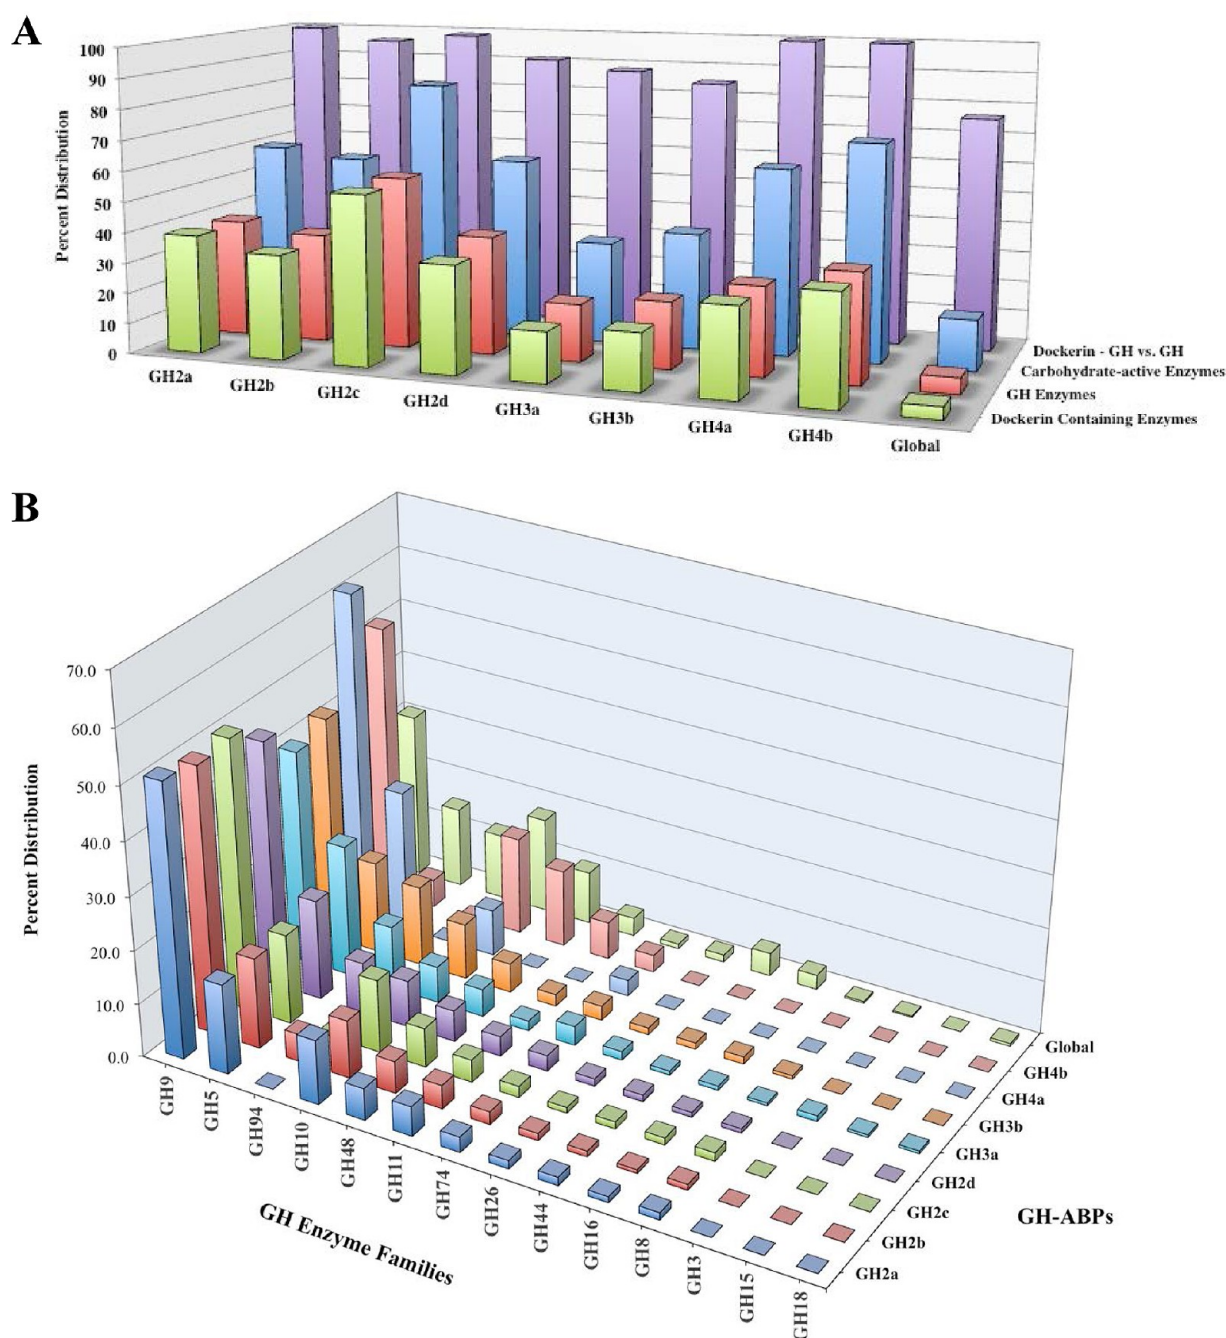 A
Percent Distribution
100
90
80
70
60
50
40
30
20
10
0
GH2a
GH2b
GH2c
GH2d
GH3a
GH3b
GH4a
GH4b
Global
Dockerin - GH vs. GH
Carbohydrate-active Enzymes
GH Enzymes
Dockerin Containing Enzymes
B
Percent Distribution
70.0
60.0
50.0
40.0
30.0
20.0
10.0
0.0
GH9
GH5
GH94
GH10
GH48
GH11
GH74
GH26
GH44
GH16
GH8
GH3
GH15
GH18
GH Enzyme Families
Global
GH4b
GH4a
GH3b
GH3a
GH2d
GH2c
GH2b
GH2a
GH-ABPs